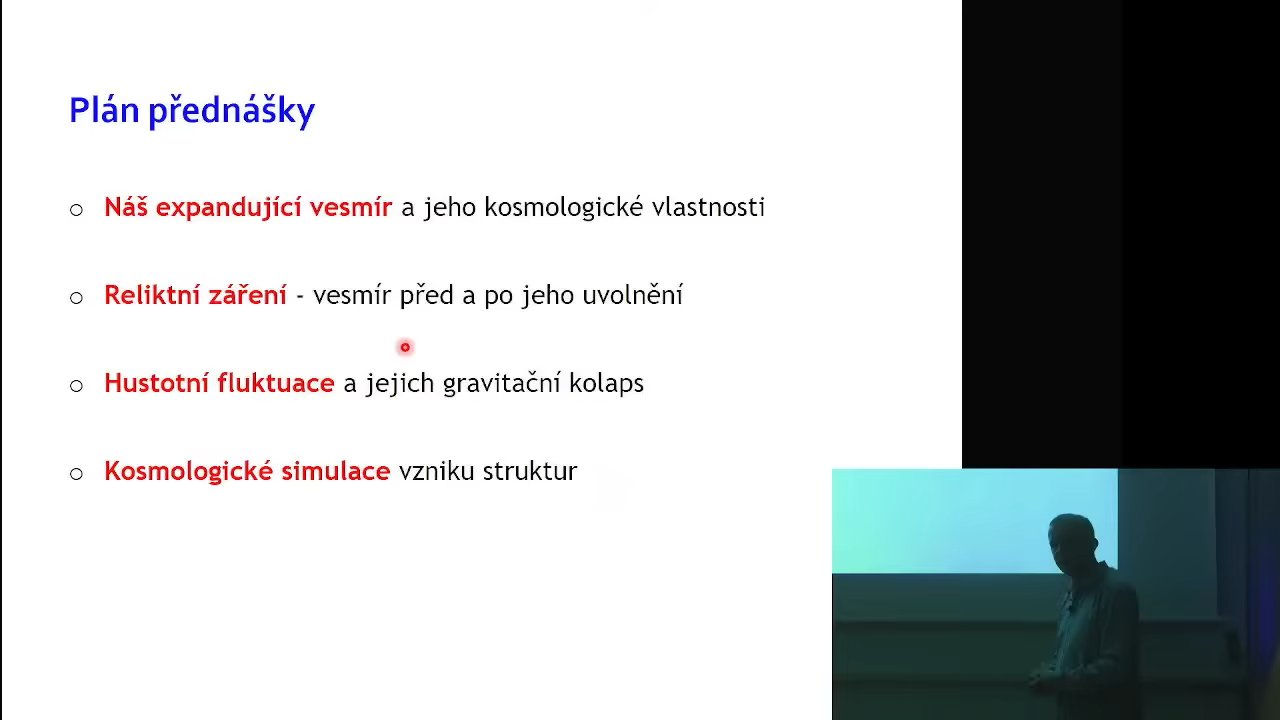 Plán přednášky
Náš expandující vesmír a jeho kosmologické vlastnosti
Reliktní záření - vesmír před a po jeho uvolnění
Hustotní fluktuace a jejich gravitační kolaps
Kosmologické simulace vzniku struktur